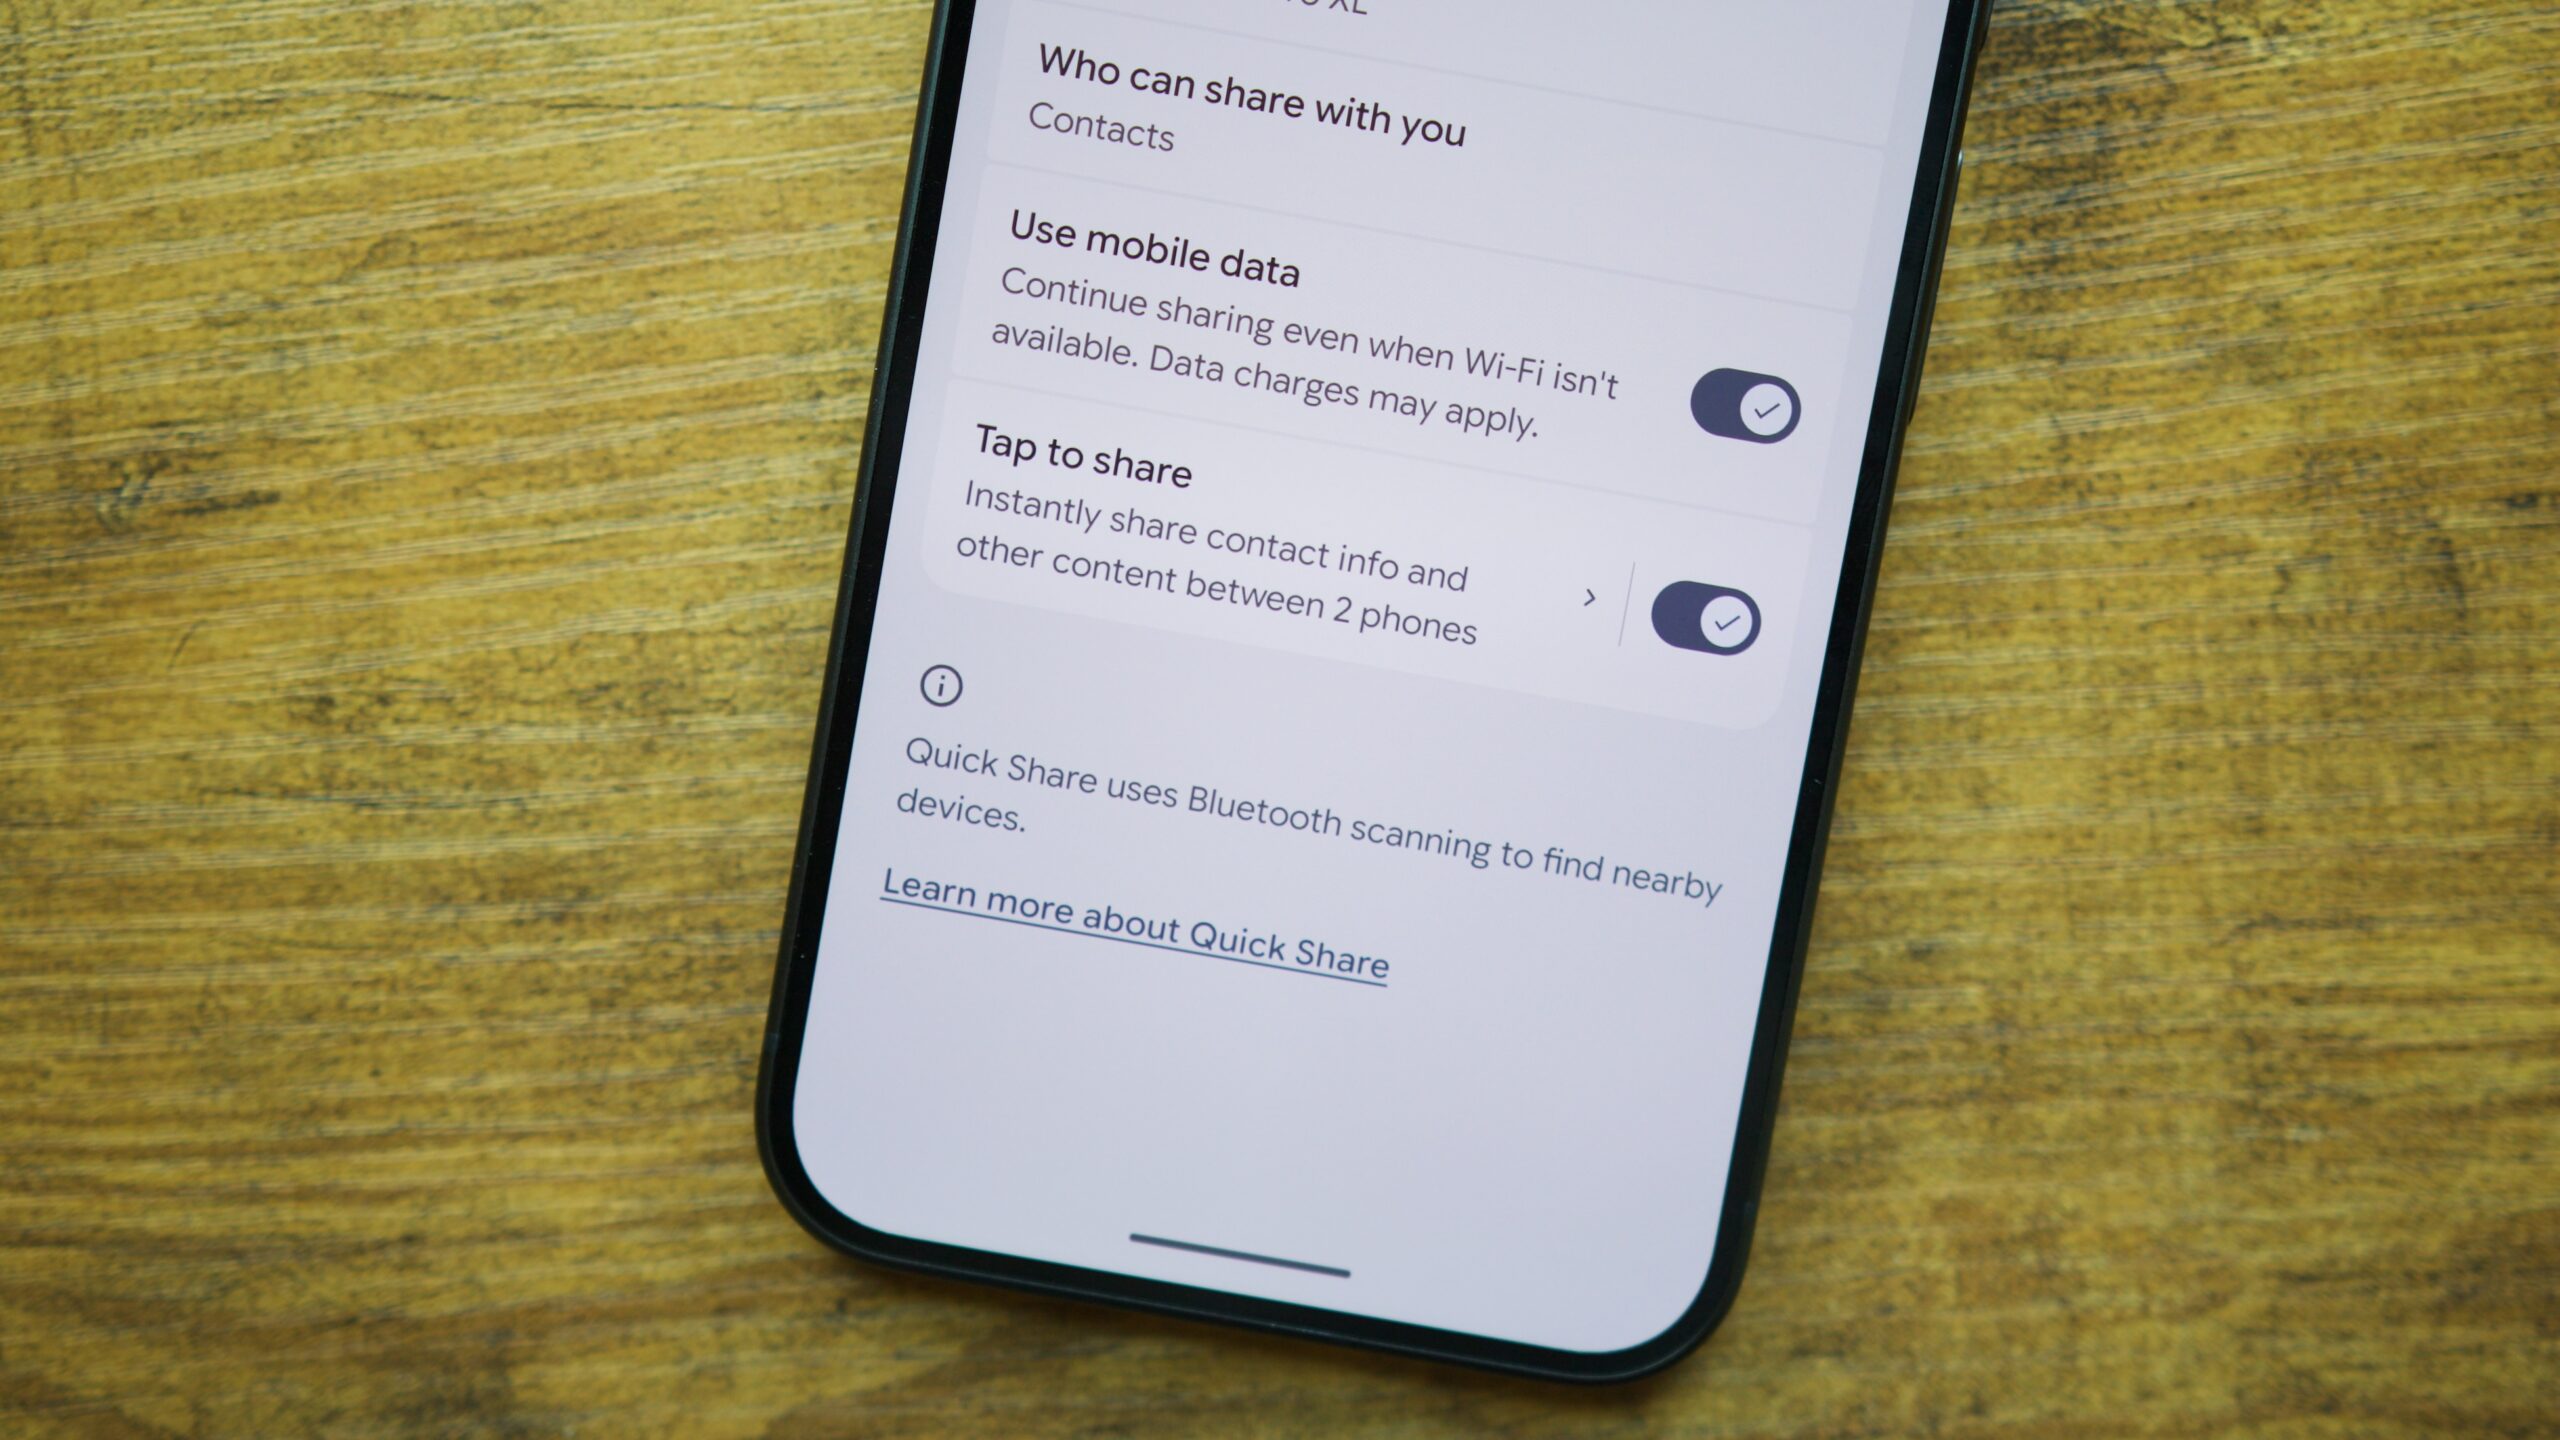 XL
Who can share with you
Contacts
Use mobile data
Continue sharing even when Wi-Fi isn't
available. Data charges may apply.
Tap to share
Instantly share contact info and
other content between 2 phones
Quick Share uses Bluetooth scanning to find nearby
devices.
Learn more about Quick Share